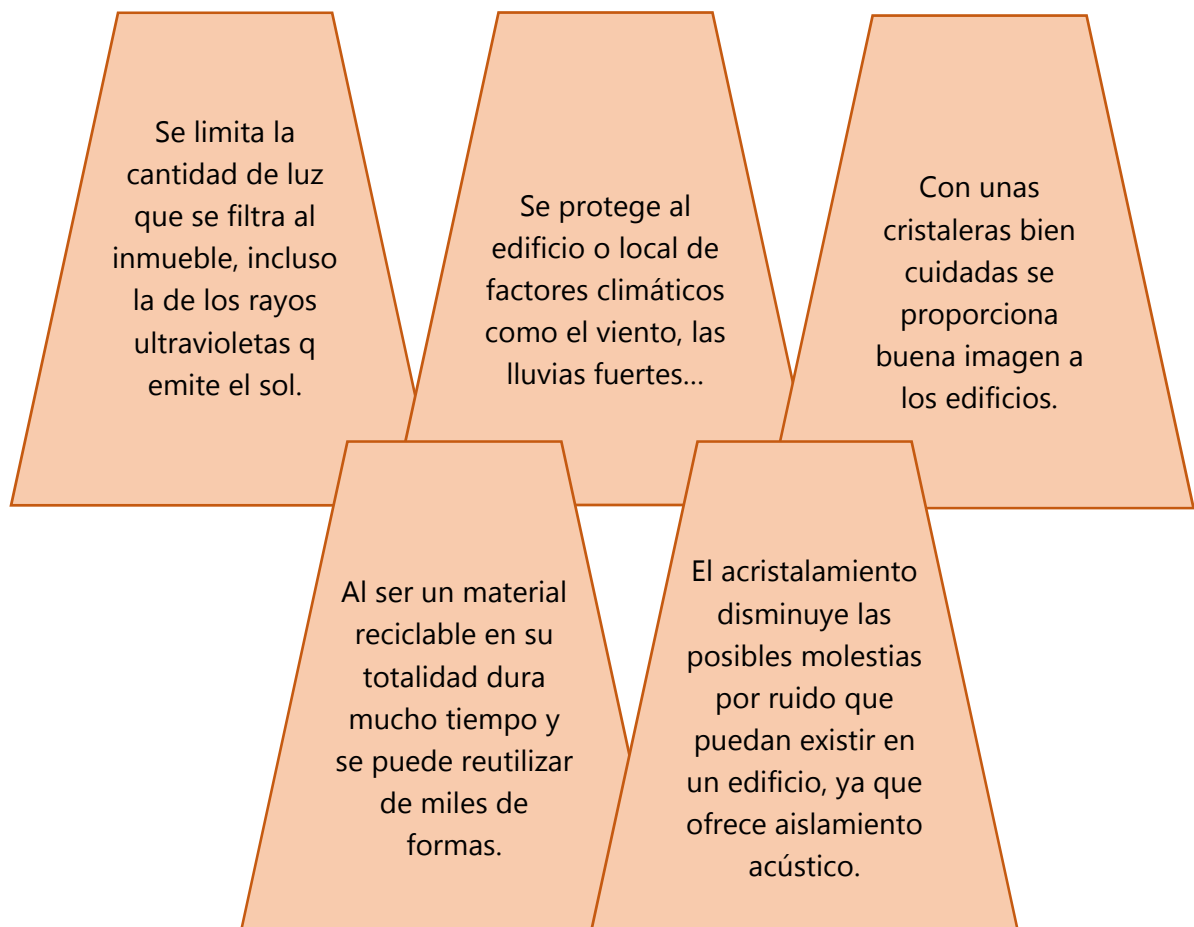 Se limita la
cantidad de luz
que se filtra al
inmueble, incluso
la de los rayos
ultravioletas q
emite el sol.
Se protege al
edificio o local de
factores climáticos
como el viento, las
lluvias fuertes...
Con unas
cristaleras bien
cuidadas se
proporciona
buena imagen a
los edificios.
Al ser un material
reciclable en su
totalidad dura
mucho tiempo y
se puede reutilizar
de miles de
formas.
El acristalamiento
disminuye las
posibles molestias
por ruido que
puedan existir en
un edificio, ya que
ofrece aislamiento
acústico.